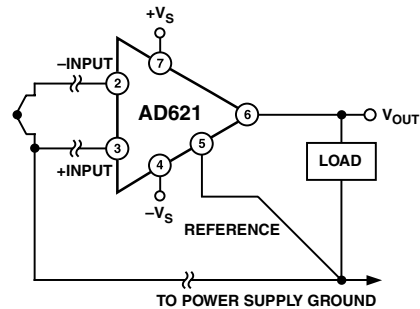 +VS
–INPUT
2
7
AD621
6
VOUT
3
5
+INPUT
4
LOAD
–VS
REFERENCE
TO POWER SUPPLY GROUND